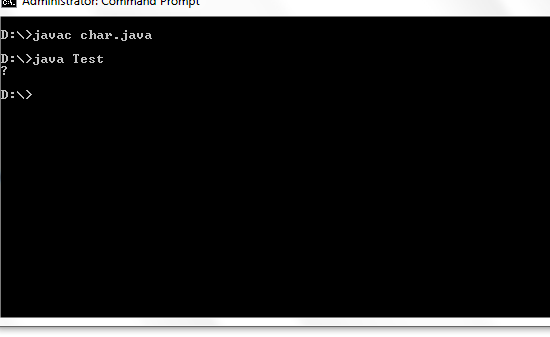 Administrator: Command Prompt
D:\>javac char.java
D:\>java Test
?
D:\>